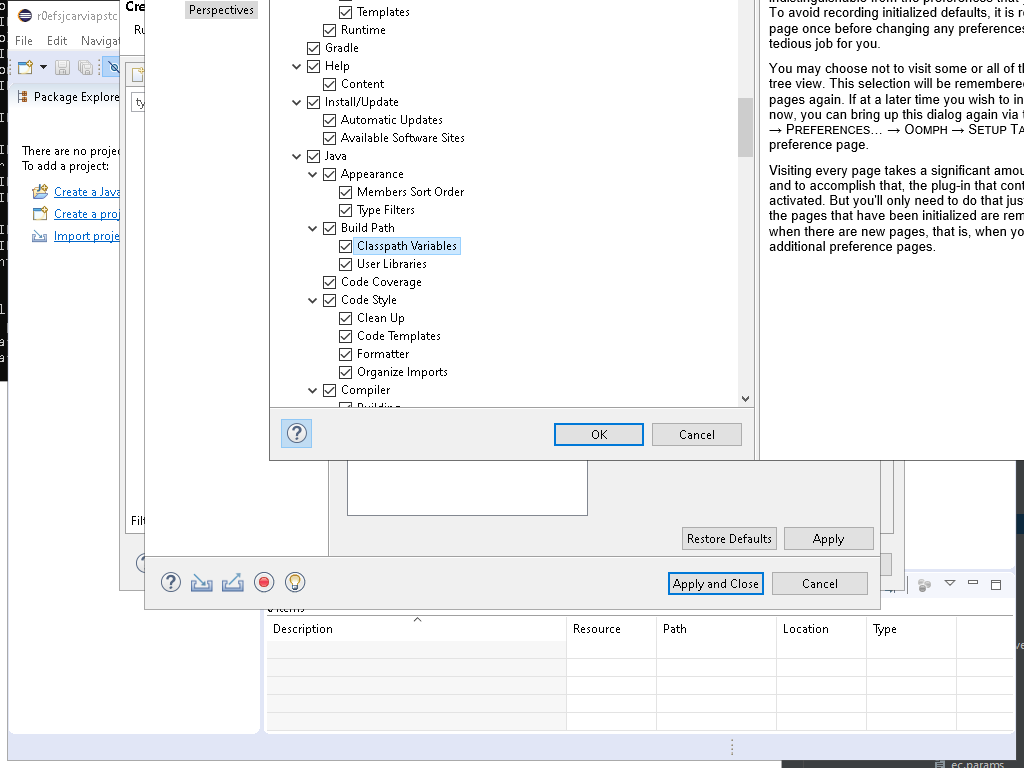 r0efsjcarviapstc
File Edit Naviga
Package Explore
There are no projec
To add a project:
Create a Java
Create a proj
Import proje
Cre
Ru
ty
Filt
Perspectives
Templates
Runtime
Gradle
Help
Content
Install/Update
Automatic Updates
Available Software Sites
Java
Appearance
Members Sort Order
Type Filters
Build Path
Classpath Variables
User Libraries
Code Coverage
Code Style
Clean Up
Code Templates
Formatter
Organize Imports
Compiler
Building
? OK Cancel
To avoid recording initialized defaults, it is r
page once before changing any preferences
tedious job for you.
You may choose not to visit some or all of th
tree view. This selection will be remembered
pages again. If at a later time you wish to in
now, you can bring up this dialog again via t
→ PREFERENCES... → OOMPH → SETUP TA
preference page.
Visiting every page takes a significant amou
and to accomplish that, the plug-in that cont
activated. But you'll only need to do that jus
the pages that have been initialized are rem
when there are new pages, that is, when yo
additional preference pages.
Restore Defaults Apply
? Apply and Close Cancel
items
Description Resource Path Location Type
ec.params